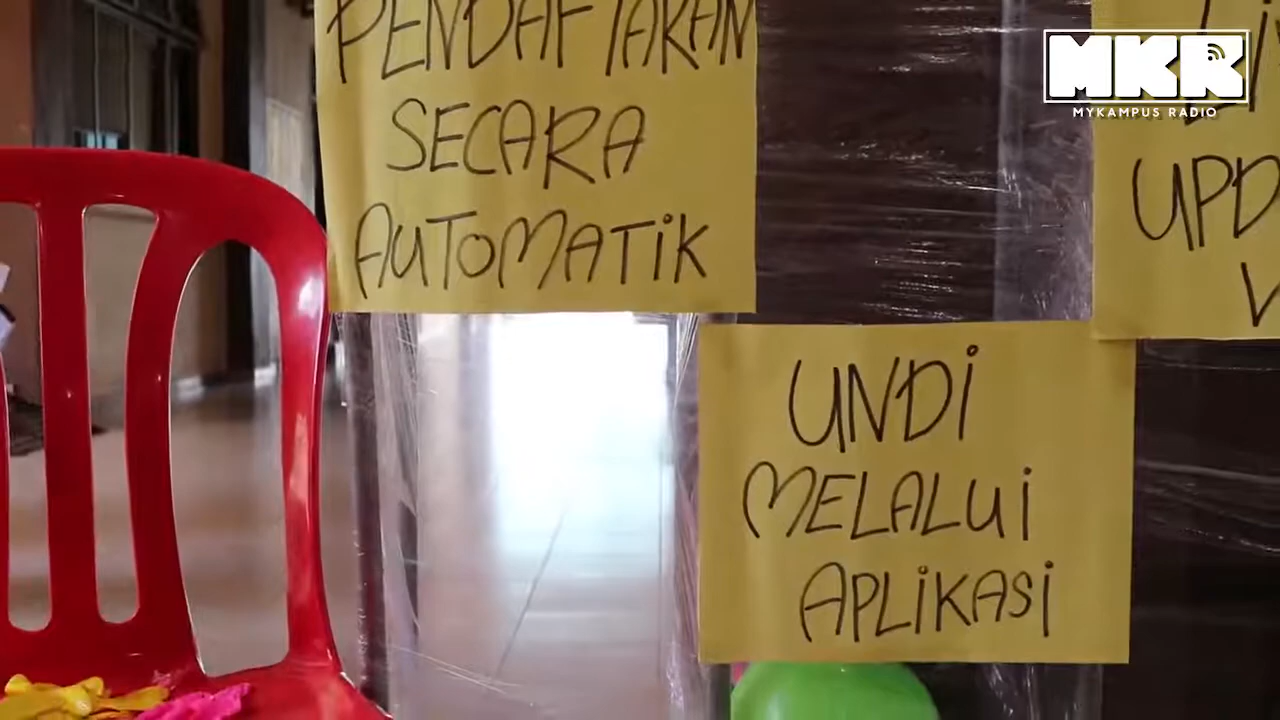 PENDAFTARAN
SECARA
AUTOMATIK
UNDI
MELALUI
APLIKASI
MKR
MYKAMPUS RADIO